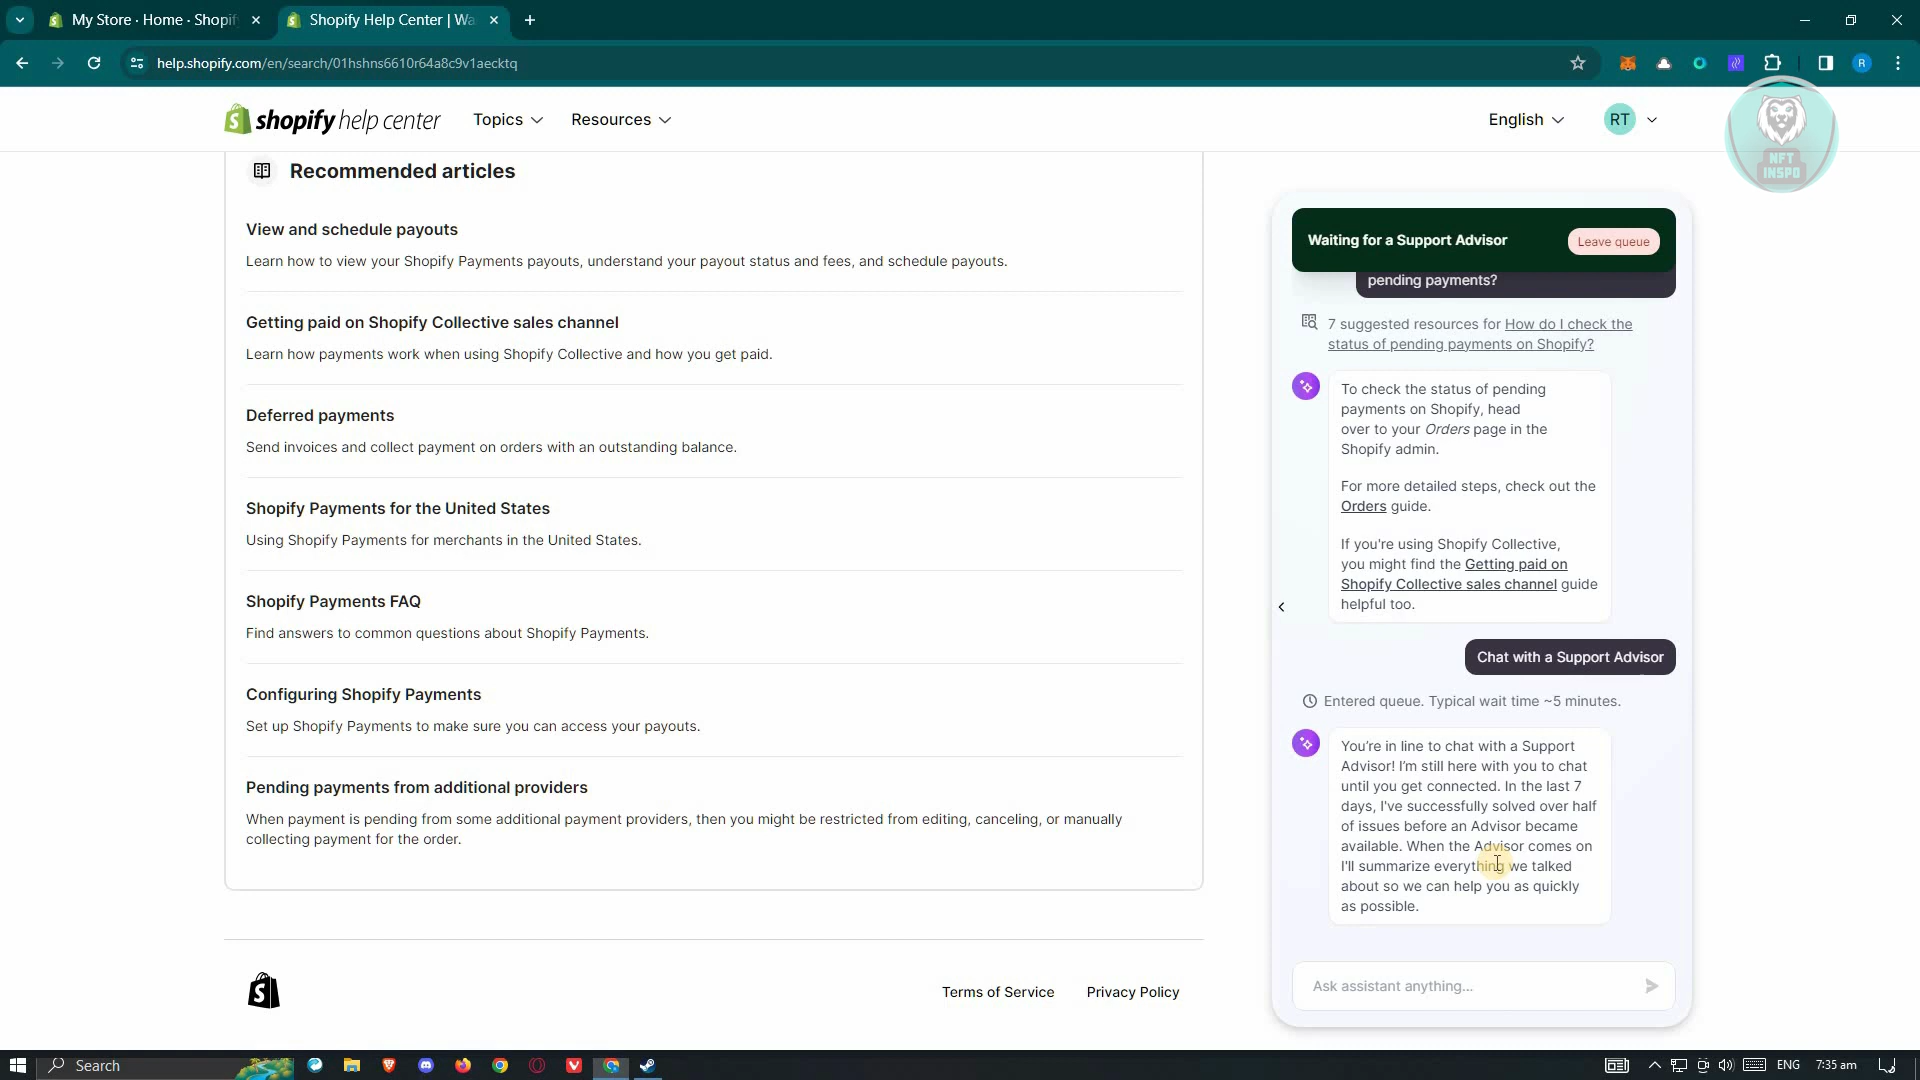 My Store · Home · Shopif
Shopify Help Center | Wa
help.shopify.com/en/search/01hshns6610r64a8c9v1aecktq
R
shopify help center
Topics
Resources
English
RT
NFT
INSPO
Recommended articles
View and schedule payouts
Learn how to view your Shopify Payments payouts, understand your payout status and fees, and schedule payouts.
Getting paid on Shopify Collective sales channel
Learn how payments work when using Shopify Collective and how you get paid.
Deferred payments
Send invoices and collect payment on orders with an outstanding balance.
Shopify Payments for the United States
Using Shopify Payments for merchants in the United States.
Shopify Payments FAQ
Find answers to common questions about Shopify Payments.
Configuring Shopify Payments
Set up Shopify Payments to make sure you can access your payouts.
Pending payments from additional providers
When payment is pending from some additional payment providers, then you might be restricted from editing, canceling, or manually
collecting payment for the order.
Terms of Service
Privacy Policy
Waiting for a Support Advisor
Leave queue
pending payments?
7 suggested resources for How do I check the
status of pending payments on Shopify?
To check the status of pending
payments on Shopify, head
over to your Orders page in the
Shopify admin.
For more detailed steps, check out the
Orders guide.
If you're using Shopify Collective,
you might find the Getting paid on
Shopify Collective sales channel guide
helpful too.
Chat with a Support Advisor
Entered queue. Typical wait time ~5 minutes.
You're in line to chat with a Support
Advisor! I'm still here with you to chat
until you get connected. In the last 7
days, I've successfully solved over half
of issues before an Advisor became
available. When the Advisor comes on
I'll summarize everything we talked
about so we can help you as quickly
as possible.
Ask assistant anything...
Search
ENG
7:35 am